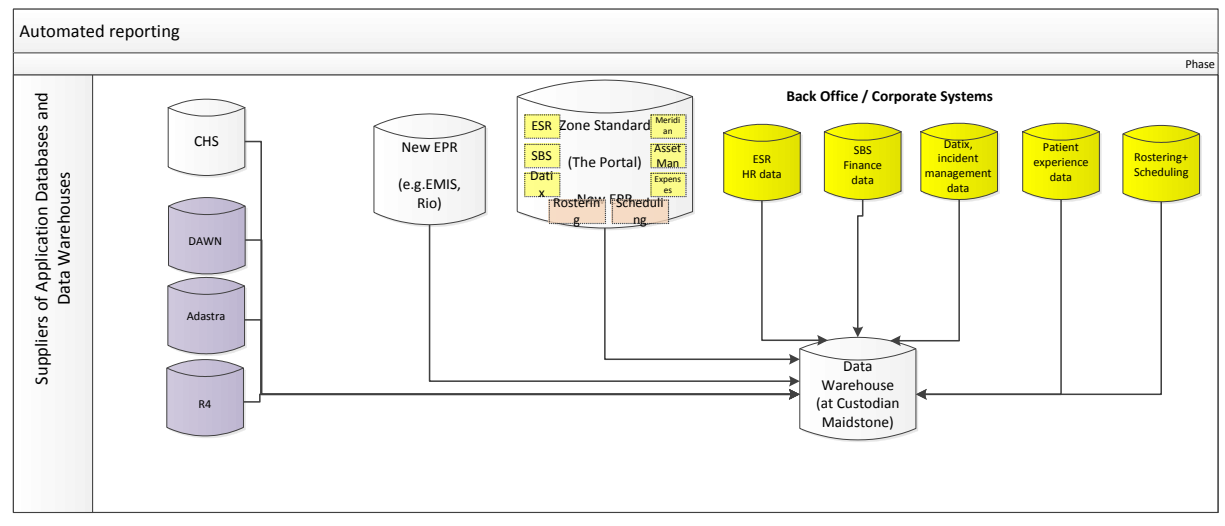 Automated reporting
Phase
Suppliers of Application Databases and
Data Warehouses
CHS
DAWN
Adastra
R4
New EPR
(e.g.EMIS,
Rio)
ESR
Zone Standard
Meridi
an
SBS
(The Portal)
Asset
Man
Dati
x
New EPR
Expens
es
Rosterin
g
Scheduli
ng
Back Office / Corporate Systems
ESR
HR data
SBS
Finance
data
Datix,
incident
management
data
Patient
experience
data
Rostering+
Scheduling
Data
Warehouse
(at Custodian
Maidstone)